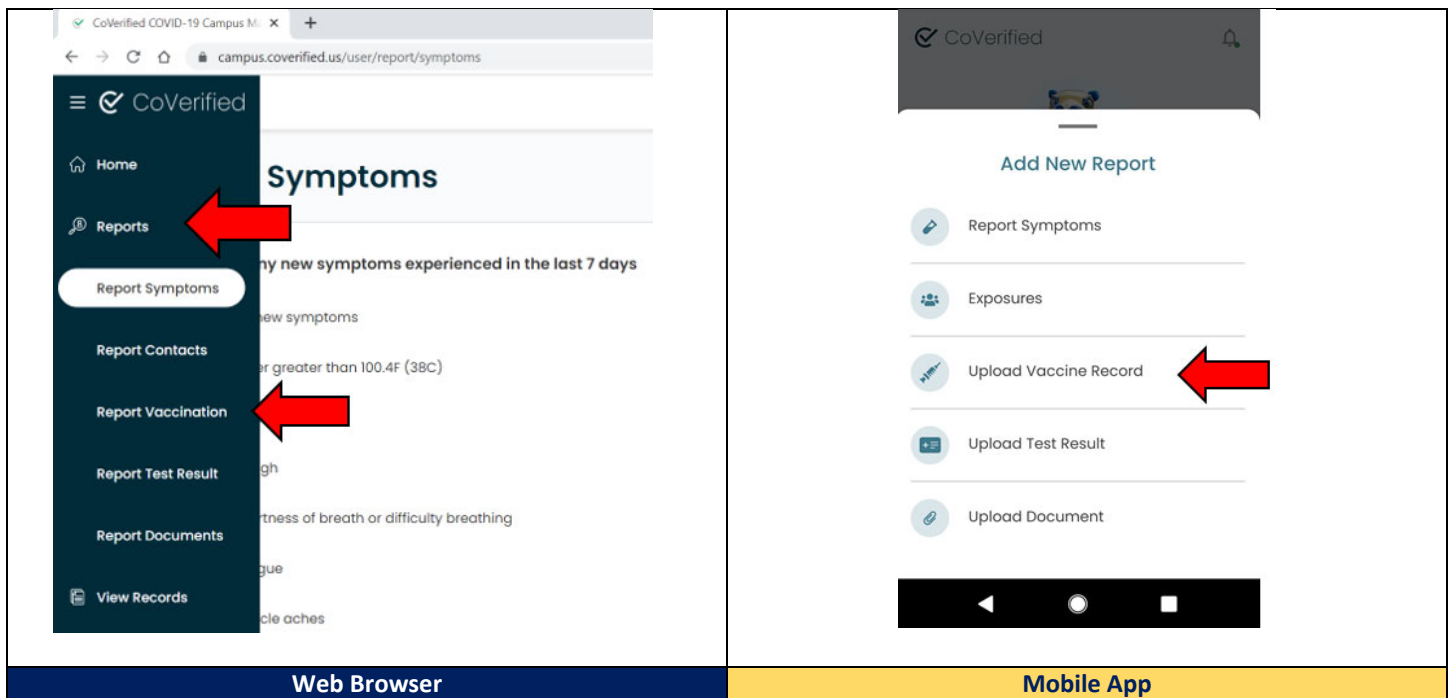 CoVerified COVID-19 Campus M
campus.coverified.us/user/report/symptoms
CoVerified
Home
Reports
Report Symptoms
Report Contacts
Report Vaccination
Report Test Result
Report Documents
View Records
Symptoms
ny new symptoms experienced in the last 7 days
new symptoms
er greater than 100.4F (38C)
gh
rtness of breath or difficulty breathing
gue
cle aches
Web Browser
CoVerified
Add New Report
Report Symptoms
Exposures
Upload Vaccine Record
Upload Test Result
Upload Document
Mobile App